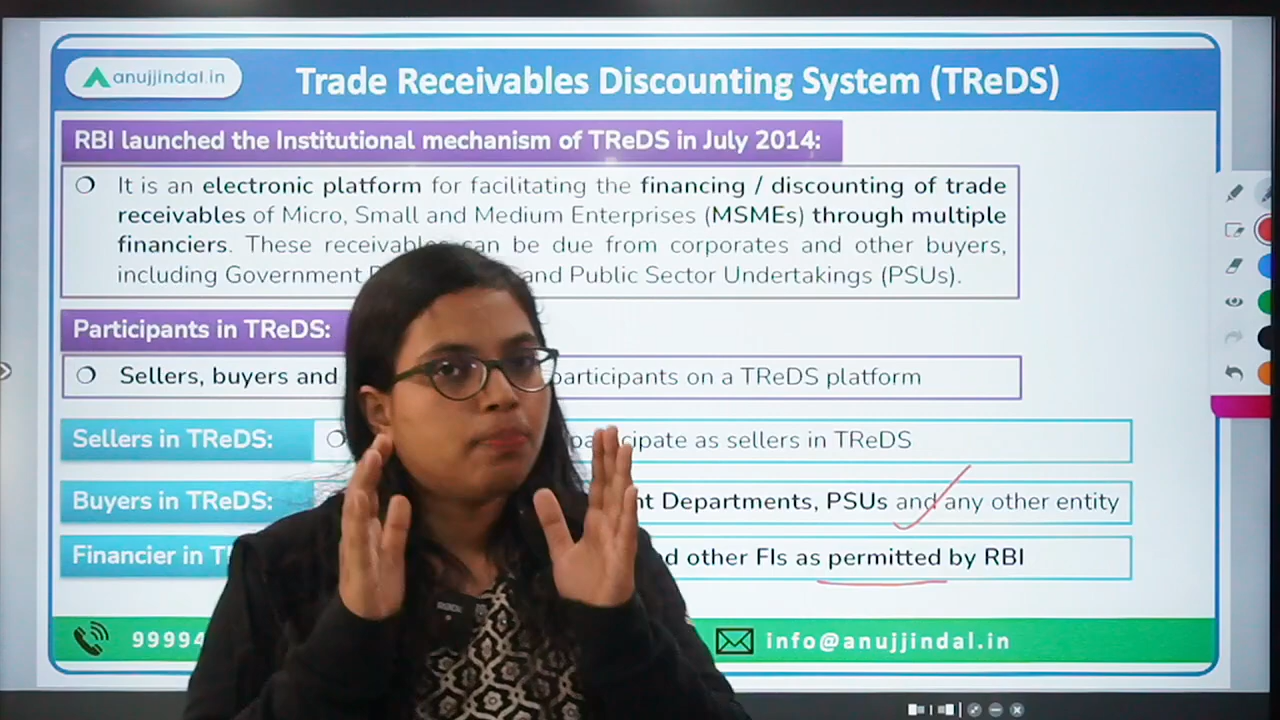 anujjindal.in
Trade Receivables Discounting System (TReDS)
RBI launched the Institutional mechanism of TReDS in July 2014:
It is an electronic platform for facilitating the financing / discounting of trade
receivables of Micro, Small and Medium Enterprises (MSMEs) through multiple
financiers. These receivables can be due from corporates and other buyers,
including Government and Public Sector Undertakings (PSUs).
Participants in TReDS:
Sellers, buyers and participants on a TReDS platform
Sellers in TReDS: participate as sellers in TReDS
Buyers in TReDS: Departments, PSUs and any other entity
Financier in other FIs as permitted by RBI
99994 info@anujjindal.in